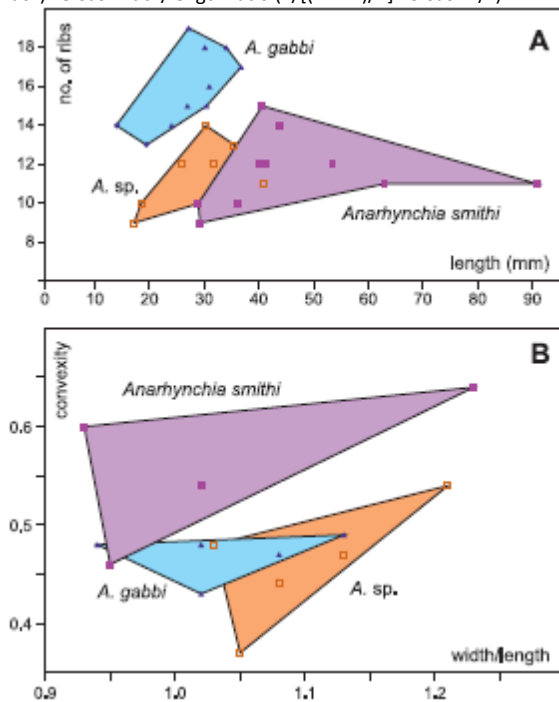 A
no. of ribs
18
16
14
12
10
8
A. gabbi
A. sp.
Anarhynchia smithi
length (mm)
0 10 20 30 40 50 60 70 80 90
B
convexity
0,6
0,5
0,4
Anarhynchia smithi
A. gabbi
A. sp.
width/length
0.9 1.0 1.1 1.2